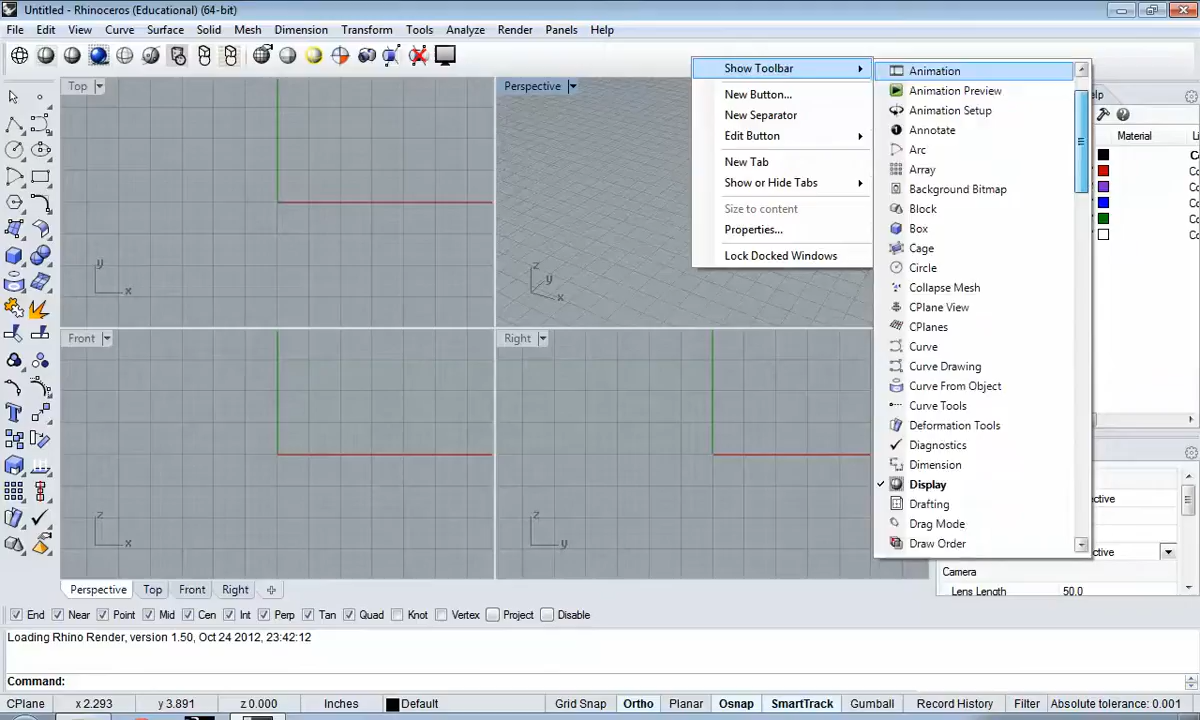 Untitled - Rhinoceros (Educational) (64-bit)
File Edit View Curve Surface Solid Mesh Dimension Transform Tools Analyze Render Panels Help
Top
Perspective
Show Toolbar
New Button...
New Separator
Edit Button
New Tab
Show or Hide Tabs
Size to content
Properties...
Lock Docked Windows
Animation
Animation Preview
Animation Setup
Annotate
Arc
Array
Background Bitmap
Block
Box
Cage
Circle
Collapse Mesh
CPlane View
CPlanes
Curve
Curve Drawing
Curve From Object
Curve Tools
Deformation Tools
Diagnostics
Dimension
Display
Drafting
Drag Mode
Draw Order
Material
y
x
z
y
x
Front
Right
z
x
z
y
Camera
Lens Length 50.0
Perspective Top Front Right
End Near Point Mid Cen Int Perp Tan Quad Knot Vertex Project Disable
Loading Rhino Render, version 1.50, Oct 24 2012, 23:42:12
Command:
CPlane x 2.293 y 3.891 z 0.000 Inches Default Grid Snap Ortho Planar Osnap SmartTrack Gumball Record History Filter Absolute tolerance: 0.001